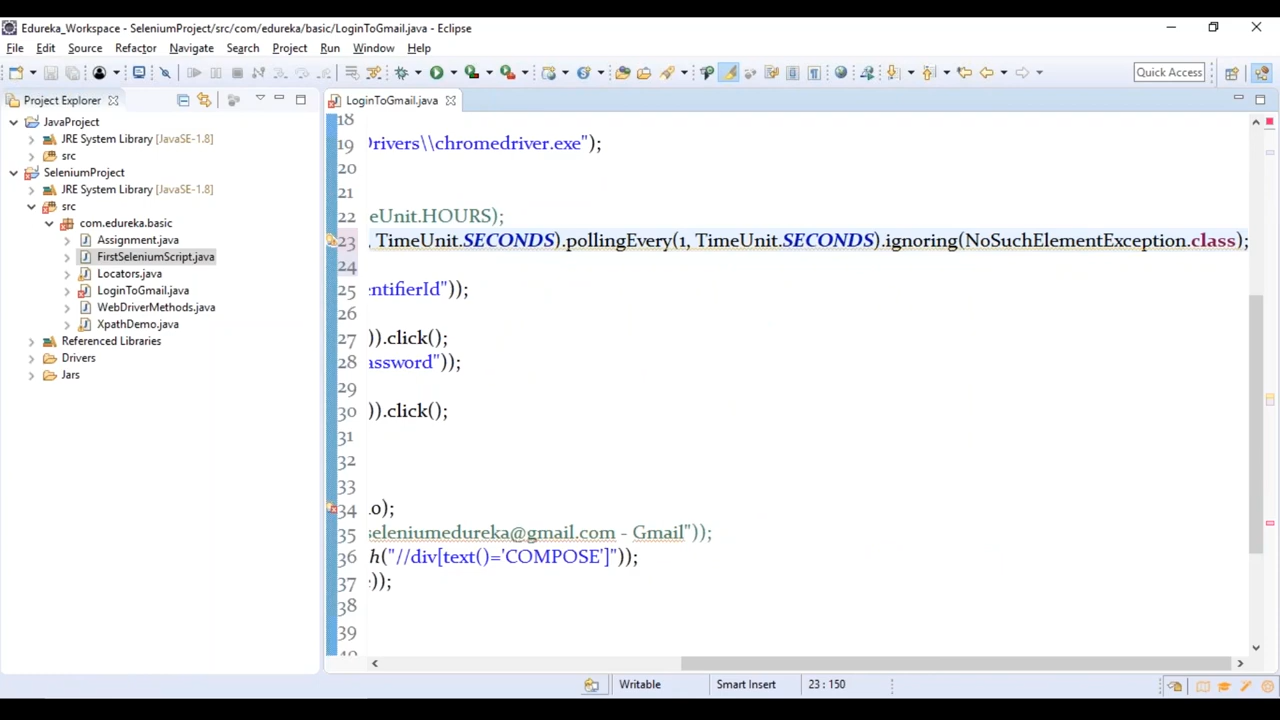 Edureka_Workspace - SeleniumProject/src/com/edureka/basic/LoginToGmail.java - Eclipse
File Edit Source Refactor Navigate Search Project Run Window Help
Quick Access
Project Explorer
LoginToGmail.java
JavaProject
JRE System Library [JavaSE-1.8]
src
SeleniumProject
JRE System Library [JavaSE-1.8]
src
com.edureka.basic
Assignment.java
FirstSeleniumScript.java
Locators.java
LoginToGmail.java
WebDriverMethods.java
XpathDemo.java
Referenced Libraries
Drivers
Jars
18
19 Drivers\\chromedriver.exe");
20
21
22 eUnit.HOURS);
23 , TimeUnit.SECONDS).pollingEvery(1, TimeUnit.SECONDS).ignoring(NoSuchElementException.class);
24
25 entifierId"));
26
27 )).click();
28 assword"));
29
30 )).click();
31
32
33
34 10);
35 seleniumedureka@gmail.com - Gmail"));
36 h("//div[text()='COMPOSE']"));
37 ));
38
39
40
Writable Smart Insert 23 : 150